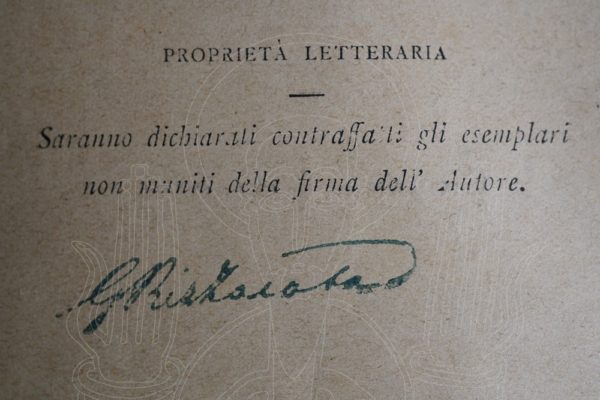 PROPRIETÀ LETTERARIA
Saranno dichiarati contraffatti gli esemplari
non muniti della firma dell' Autore.